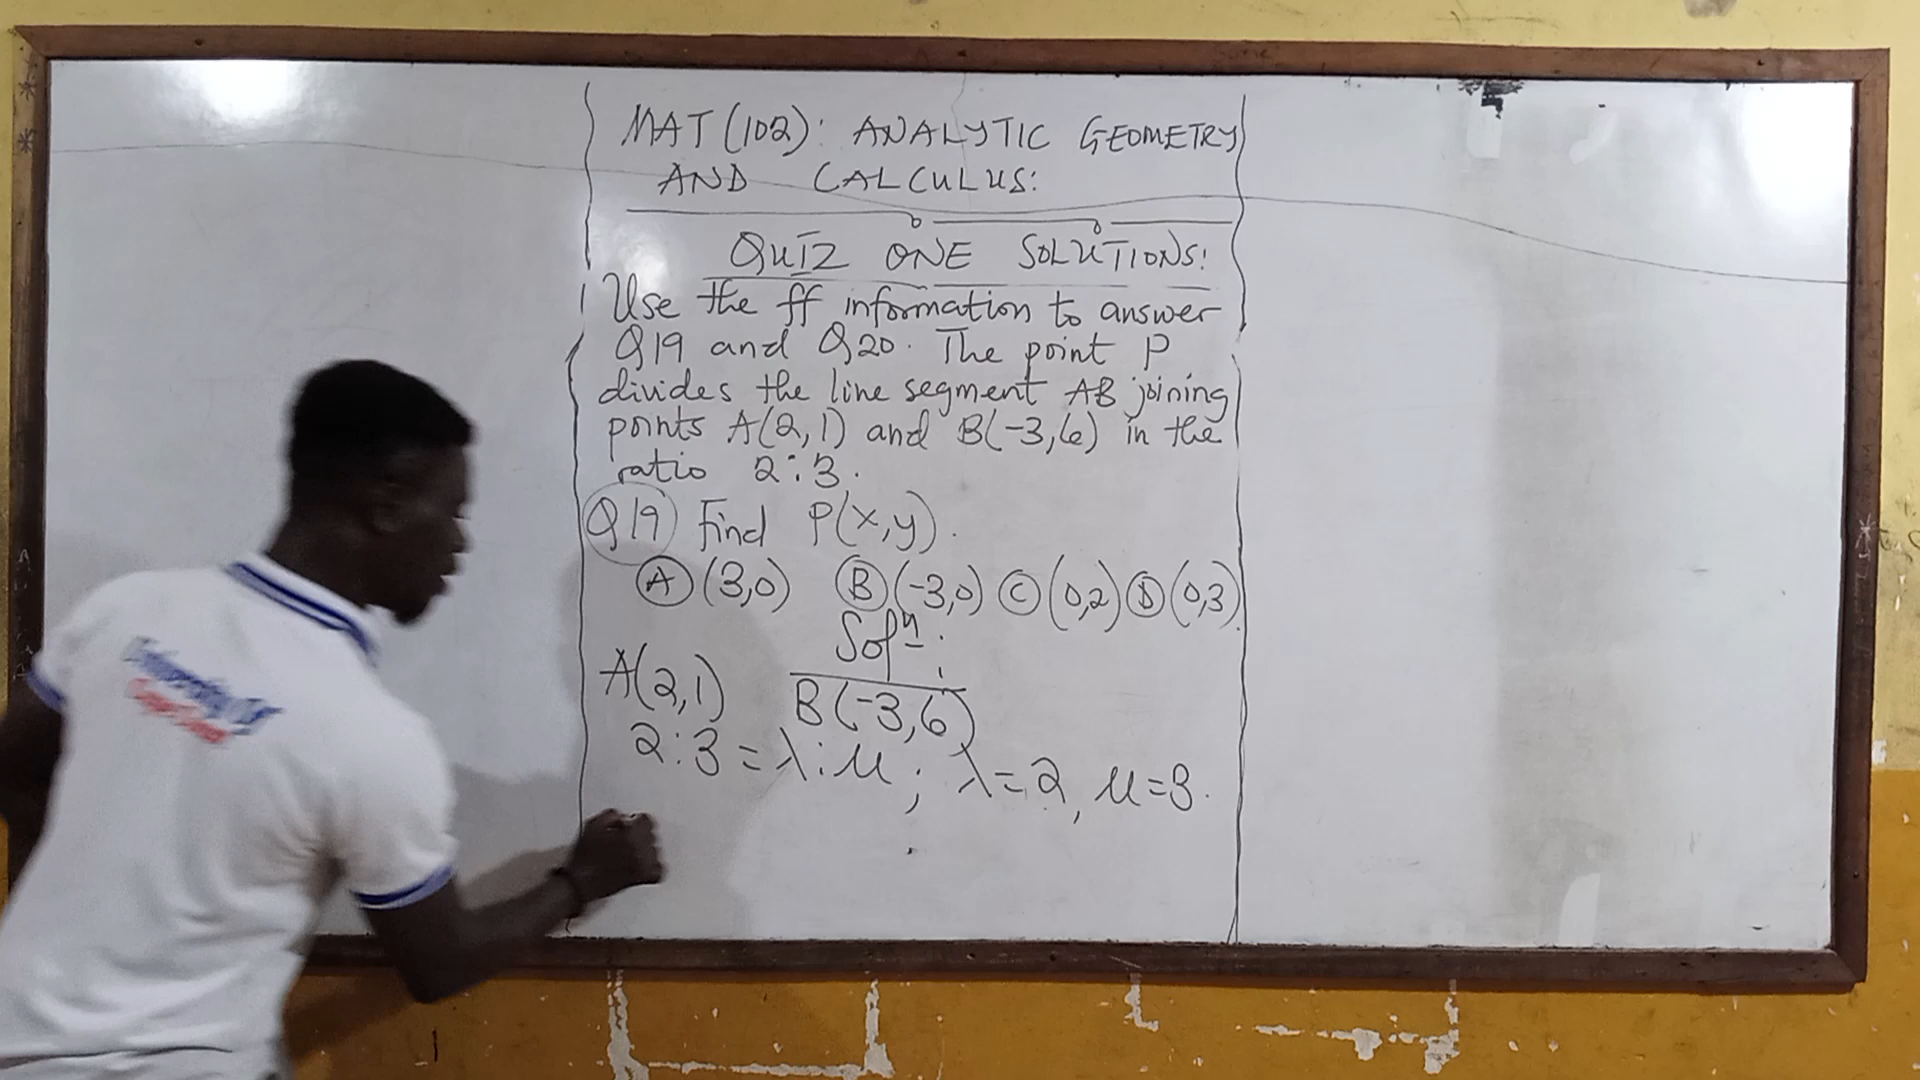 MAT(102): ANALYTIC GEOMETRY
AND CALCULUS:
QUIZ ONE SOLUTIONS:
Use the ff information to answer
Q19 and Q20. The point P
divides the line segment AB joining
points A(2,1) and B(-3,6) in the
ratio 2:3.
Q19 Find P(x,y).
A (3,0) B (-3,0) C (0,2) D (0,3).
Solⁿ:
A(2,1) B(-3,6)
2:3 = λ:μ; λ=2, μ=3.